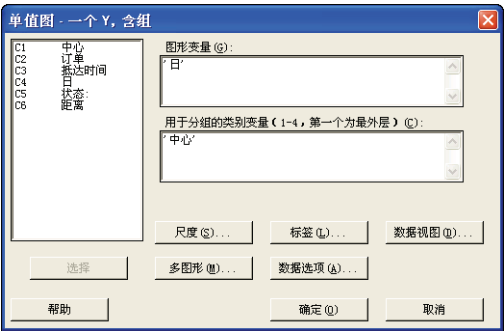 单值图 - 一个 Y, 含组
C1 中心
C2 订单
C3 抵达时间
C4 日
C5 状态:
C6 距离
图形变量(G):
'日'
用于分组的类别变量(1-4，第一个为最外层)(C):
'中心'
尺度(S)... 标签(L)... 数据视图(D)...
选择 多图形(M)... 数据选项(A)...
帮助 确定(O) 取消